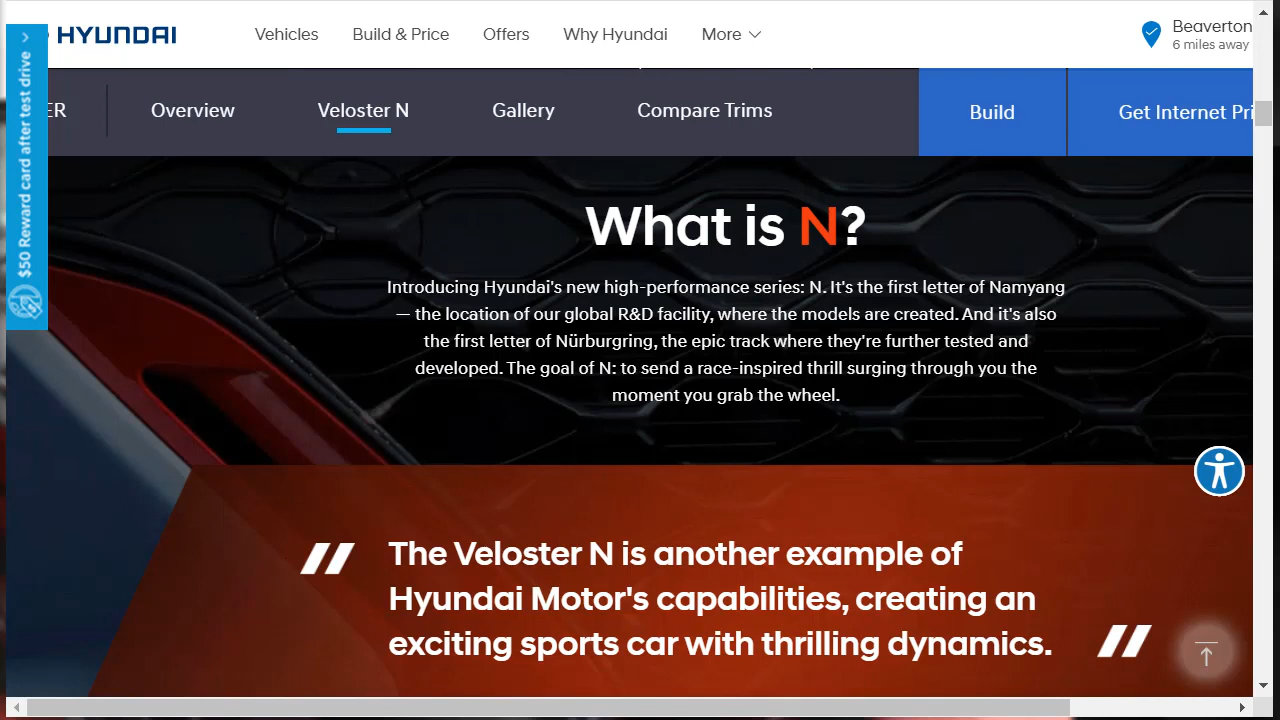 HYUNDAI
Vehicles
Build & Price
Offers
Why Hyundai
More
Beaverton
6 miles away
$50 Reward card after test drive
ER
Overview
Veloster N
Gallery
Compare Trims
Build
Get Internet Pri
What is N?
Introducing Hyundai's new high-performance series: N. It's the first letter of Namyang
— the location of our global R&D facility, where the models are created. And it's also
the first letter of Nürburgring, the epic track where they're further tested and
developed. The goal of N: to send a race-inspired thrill surging through you the
moment you grab the wheel.
" The Veloster N is another example of
Hyundai Motor's capabilities, creating an
exciting sports car with thrilling dynamics. "